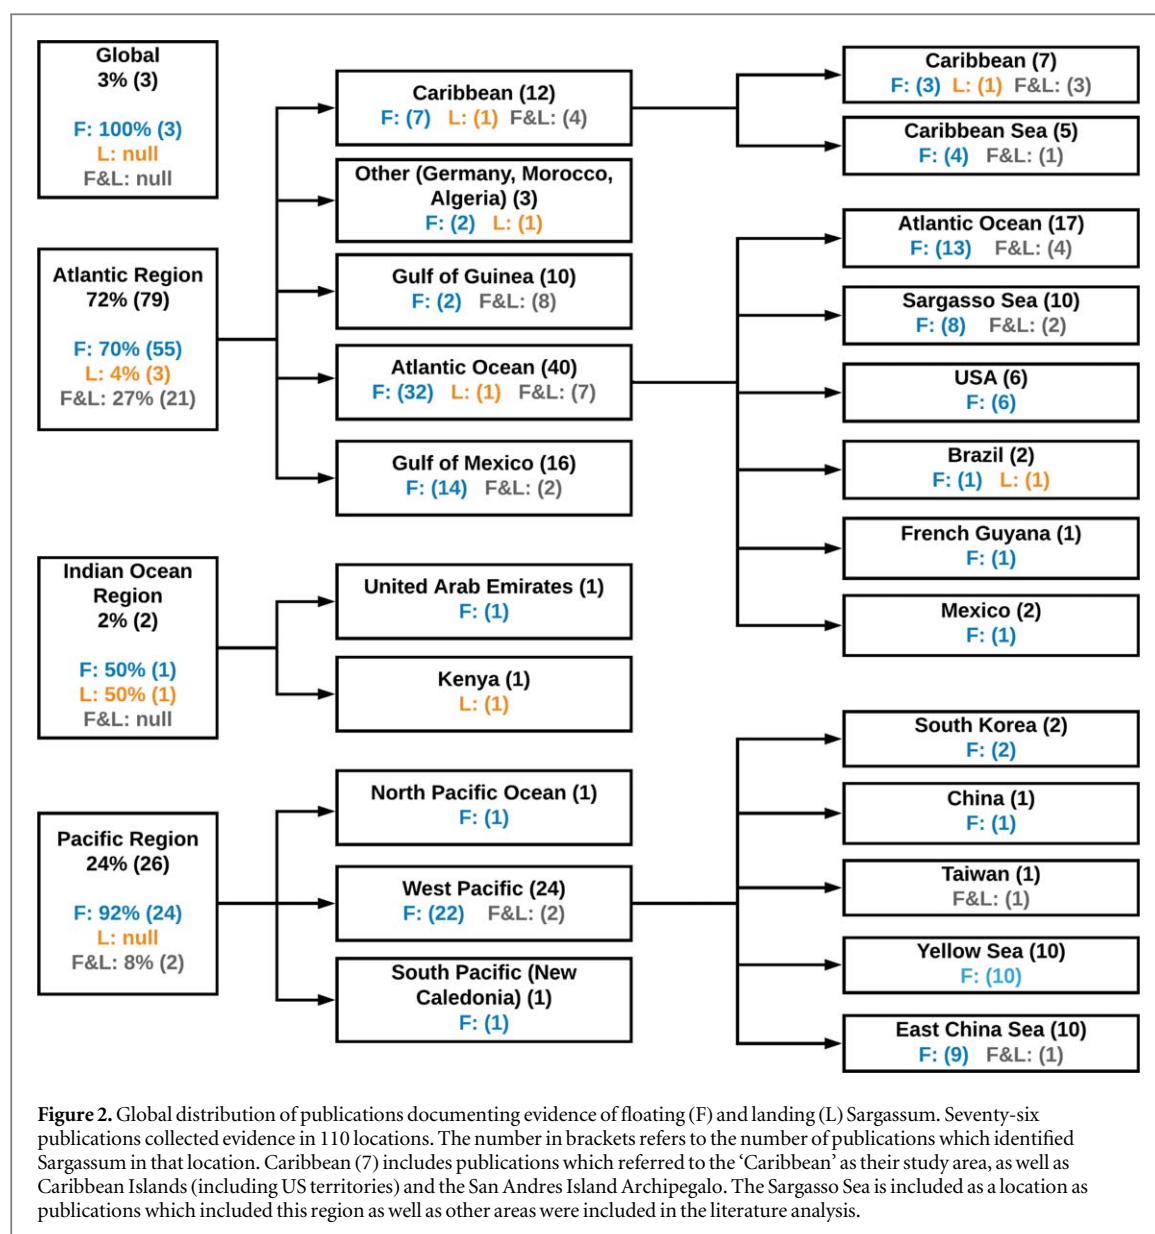 Global
3% (3)
F: 100% (3)
L: null
F&L: null
Atlantic Region
72% (79)
F: 70% (55)
L: 4% (3)
F&L: 27% (21)
Indian Ocean
Region
2% (2)
F: 50% (1)
L: 50% (1)
F&L: null
Pacific Region
24% (26)
F: 92% (24)
L: null
F&L: 8% (2)
Caribbean (12)
F: (7) L: (1) F&L: (4)
Other (Germany, Morocco,
Algeria) (3)
F: (2) L: (1)
Gulf of Guinea (10)
F: (2) F&L: (8)
Atlantic Ocean (40)
F: (32) L: (1) F&L: (7)
Gulf of Mexico (16)
F: (14) F&L: (2)
United Arab Emirates (1)
F: (1)
Kenya (1)
L: (1)
North Pacific Ocean (1)
F: (1)
West Pacific (24)
F: (22) F&L: (2)
South Pacific (New
Caledonia) (1)
F: (1)
Caribbean (7)
F: (3) L: (1) F&L: (3)
Caribbean Sea (5)
F: (4) F&L: (1)
Atlantic Ocean (17)
F: (13) F&L: (4)
Sargasso Sea (10)
F: (8) F&L: (2)
USA (6)
F: (6)
Brazil (2)
F: (1) L: (1)
French Guyana (1)
F: (1)
Mexico (2)
F: (1)
South Korea (2)
F: (2)
China (1)
F: (1)
Taiwan (1)
F&L: (1)
Yellow Sea (10)
F: (10)
East China Sea (10)
F: (9) F&L: (1)
Figure 2. Global distribution of publications documenting evidence of floating (F) and landing (L) Sargassum. Seventy-six
publications collected evidence in 110 locations. The number in brackets refers to the number of publications which identified
Sargassum in that location. Caribbean (7) includes publications which referred to the ‘Caribbean’ as their study area, as well as
Caribbean Islands (including US territories) and the San Andres Island Archipegalo. The Sargasso Sea is included as a location as
publications which included this region as well as other areas were included in the literature analysis.